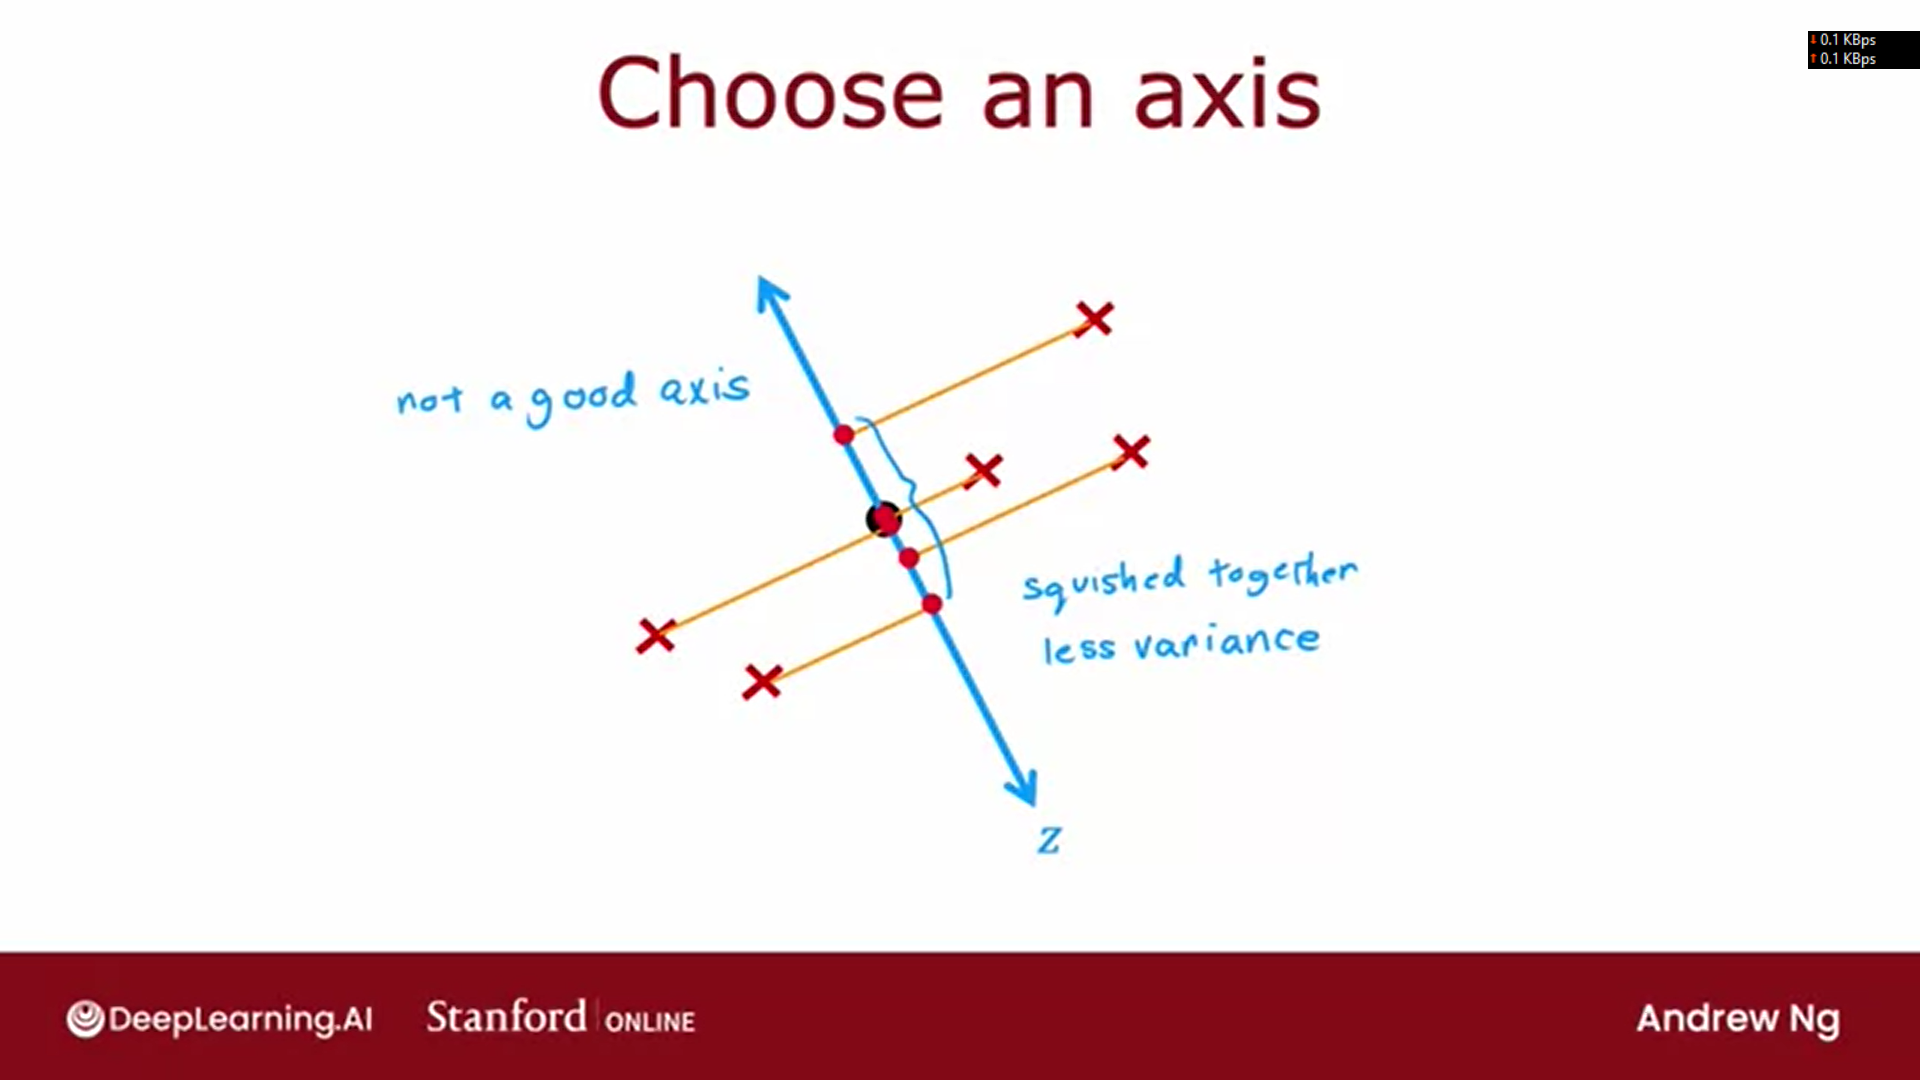 Choose an axis
↓ 0.1 KBps
↑ 0.1 KBps
not a good axis
squished together
less variance
z
DeepLearning.AI
Stanford | ONLINE
Andrew Ng